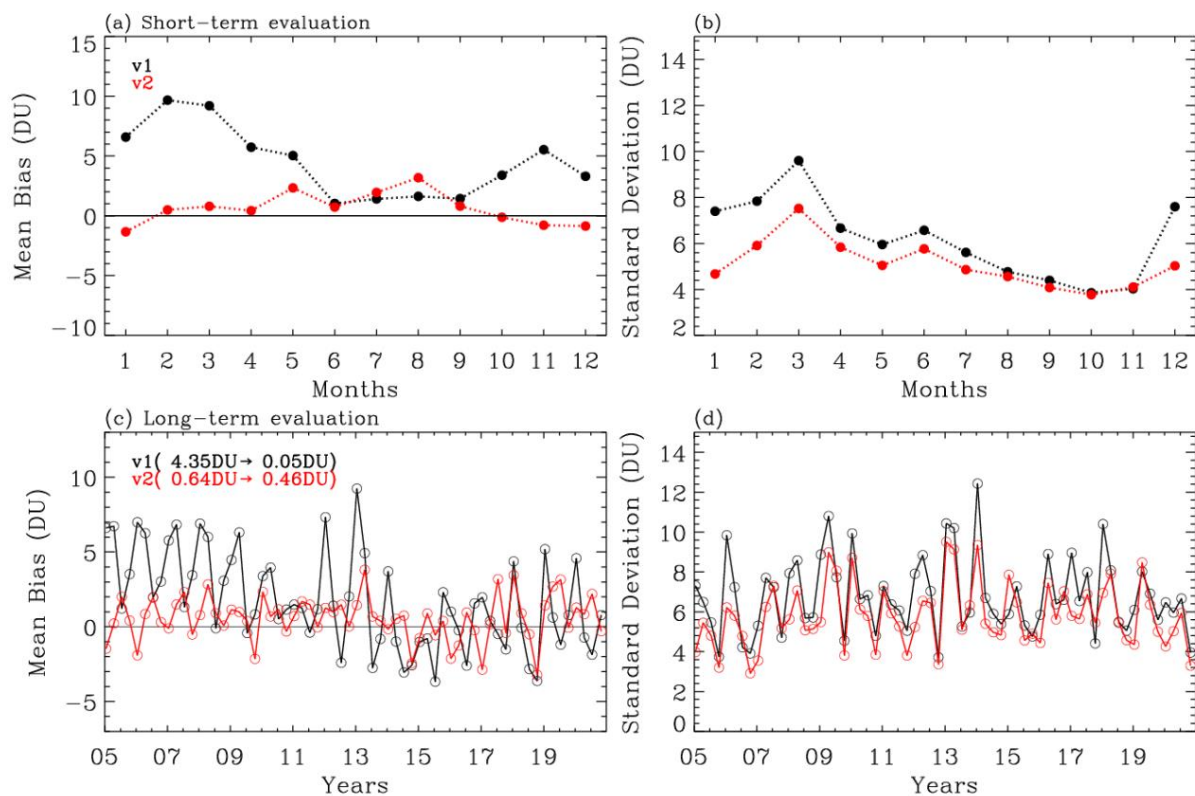 (a) Short-term evaluation
(b)
15
10
5
0
-5
-10
Mean Bias (DU)
v1
v2
1 2 3 4 5 6 7 8 9 10 11 12
Months
14
12
10
8
6
4
2
Standard Deviation (DU)
1 2 3 4 5 6 7 8 9 10 11 12
Months
(c) Long-term evaluation
(d)
10
5
0
-5
Mean Bias (DU)
v1( 4.35DU→ 0.05DU)
v2( 0.64DU→ 0.46DU)
05 07 09 11 13 15 17 19
Years
14
12
10
8
6
4
2
0
Standard Deviation (DU)
05 07 09 11 13 15 17 19
Years